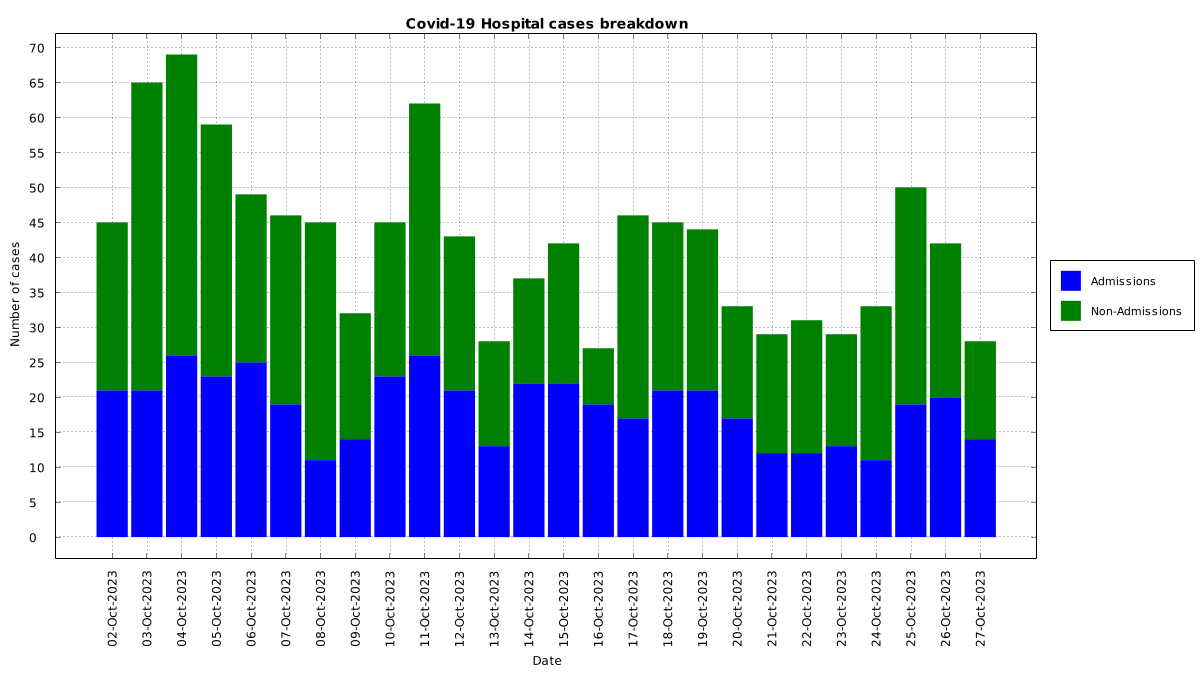 Covid-19 Hospital cases breakdown
70
65
60
55
50
45
40
35
30
25
20
15
10
5
0
Number of cases
02-Oct-2023
03-Oct-2023
04-Oct-2023
05-Oct-2023
06-Oct-2023
07-Oct-2023
08-Oct-2023
09-Oct-2023
10-Oct-2023
11-Oct-2023
12-Oct-2023
13-Oct-2023
14-Oct-2023
15-Oct-2023
16-Oct-2023
17-Oct-2023
18-Oct-2023
19-Oct-2023
20-Oct-2023
21-Oct-2023
22-Oct-2023
23-Oct-2023
24-Oct-2023
25-Oct-2023
26-Oct-2023
27-Oct-2023
Date
Admissions
Non-Admissions